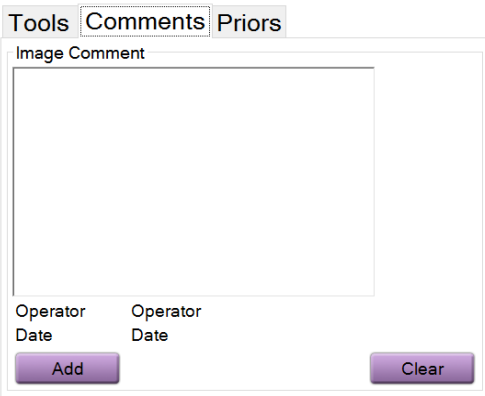 Tools Comments Priors
Image Comment
Operator Operator
Date Date
Add Clear